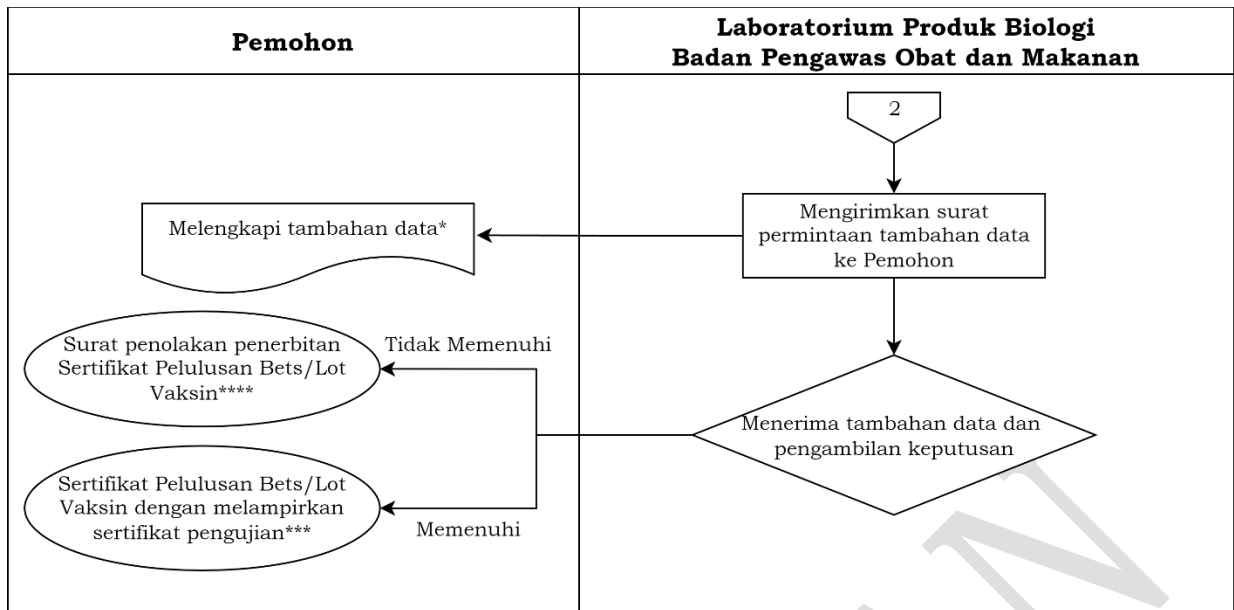 Pemohon
Laboratorium Produk Biologi
Badan Pengawas Obat dan Makanan
2
Mengirimkan surat
permintaan tambahan data
ke Pemohon
Melengkapi tambahan data*
Surat penolakan penerbitan
Sertifikat Pelulusan Bets/Lot
Vaksin****
Tidak Memenuhi
Menerima tambahan data dan
pengambilan keputusan
Sertifikat Pelulusan Bets/Lot
Vaksin dengan melampirkan
sertifikat pengujian***
Memenuhi